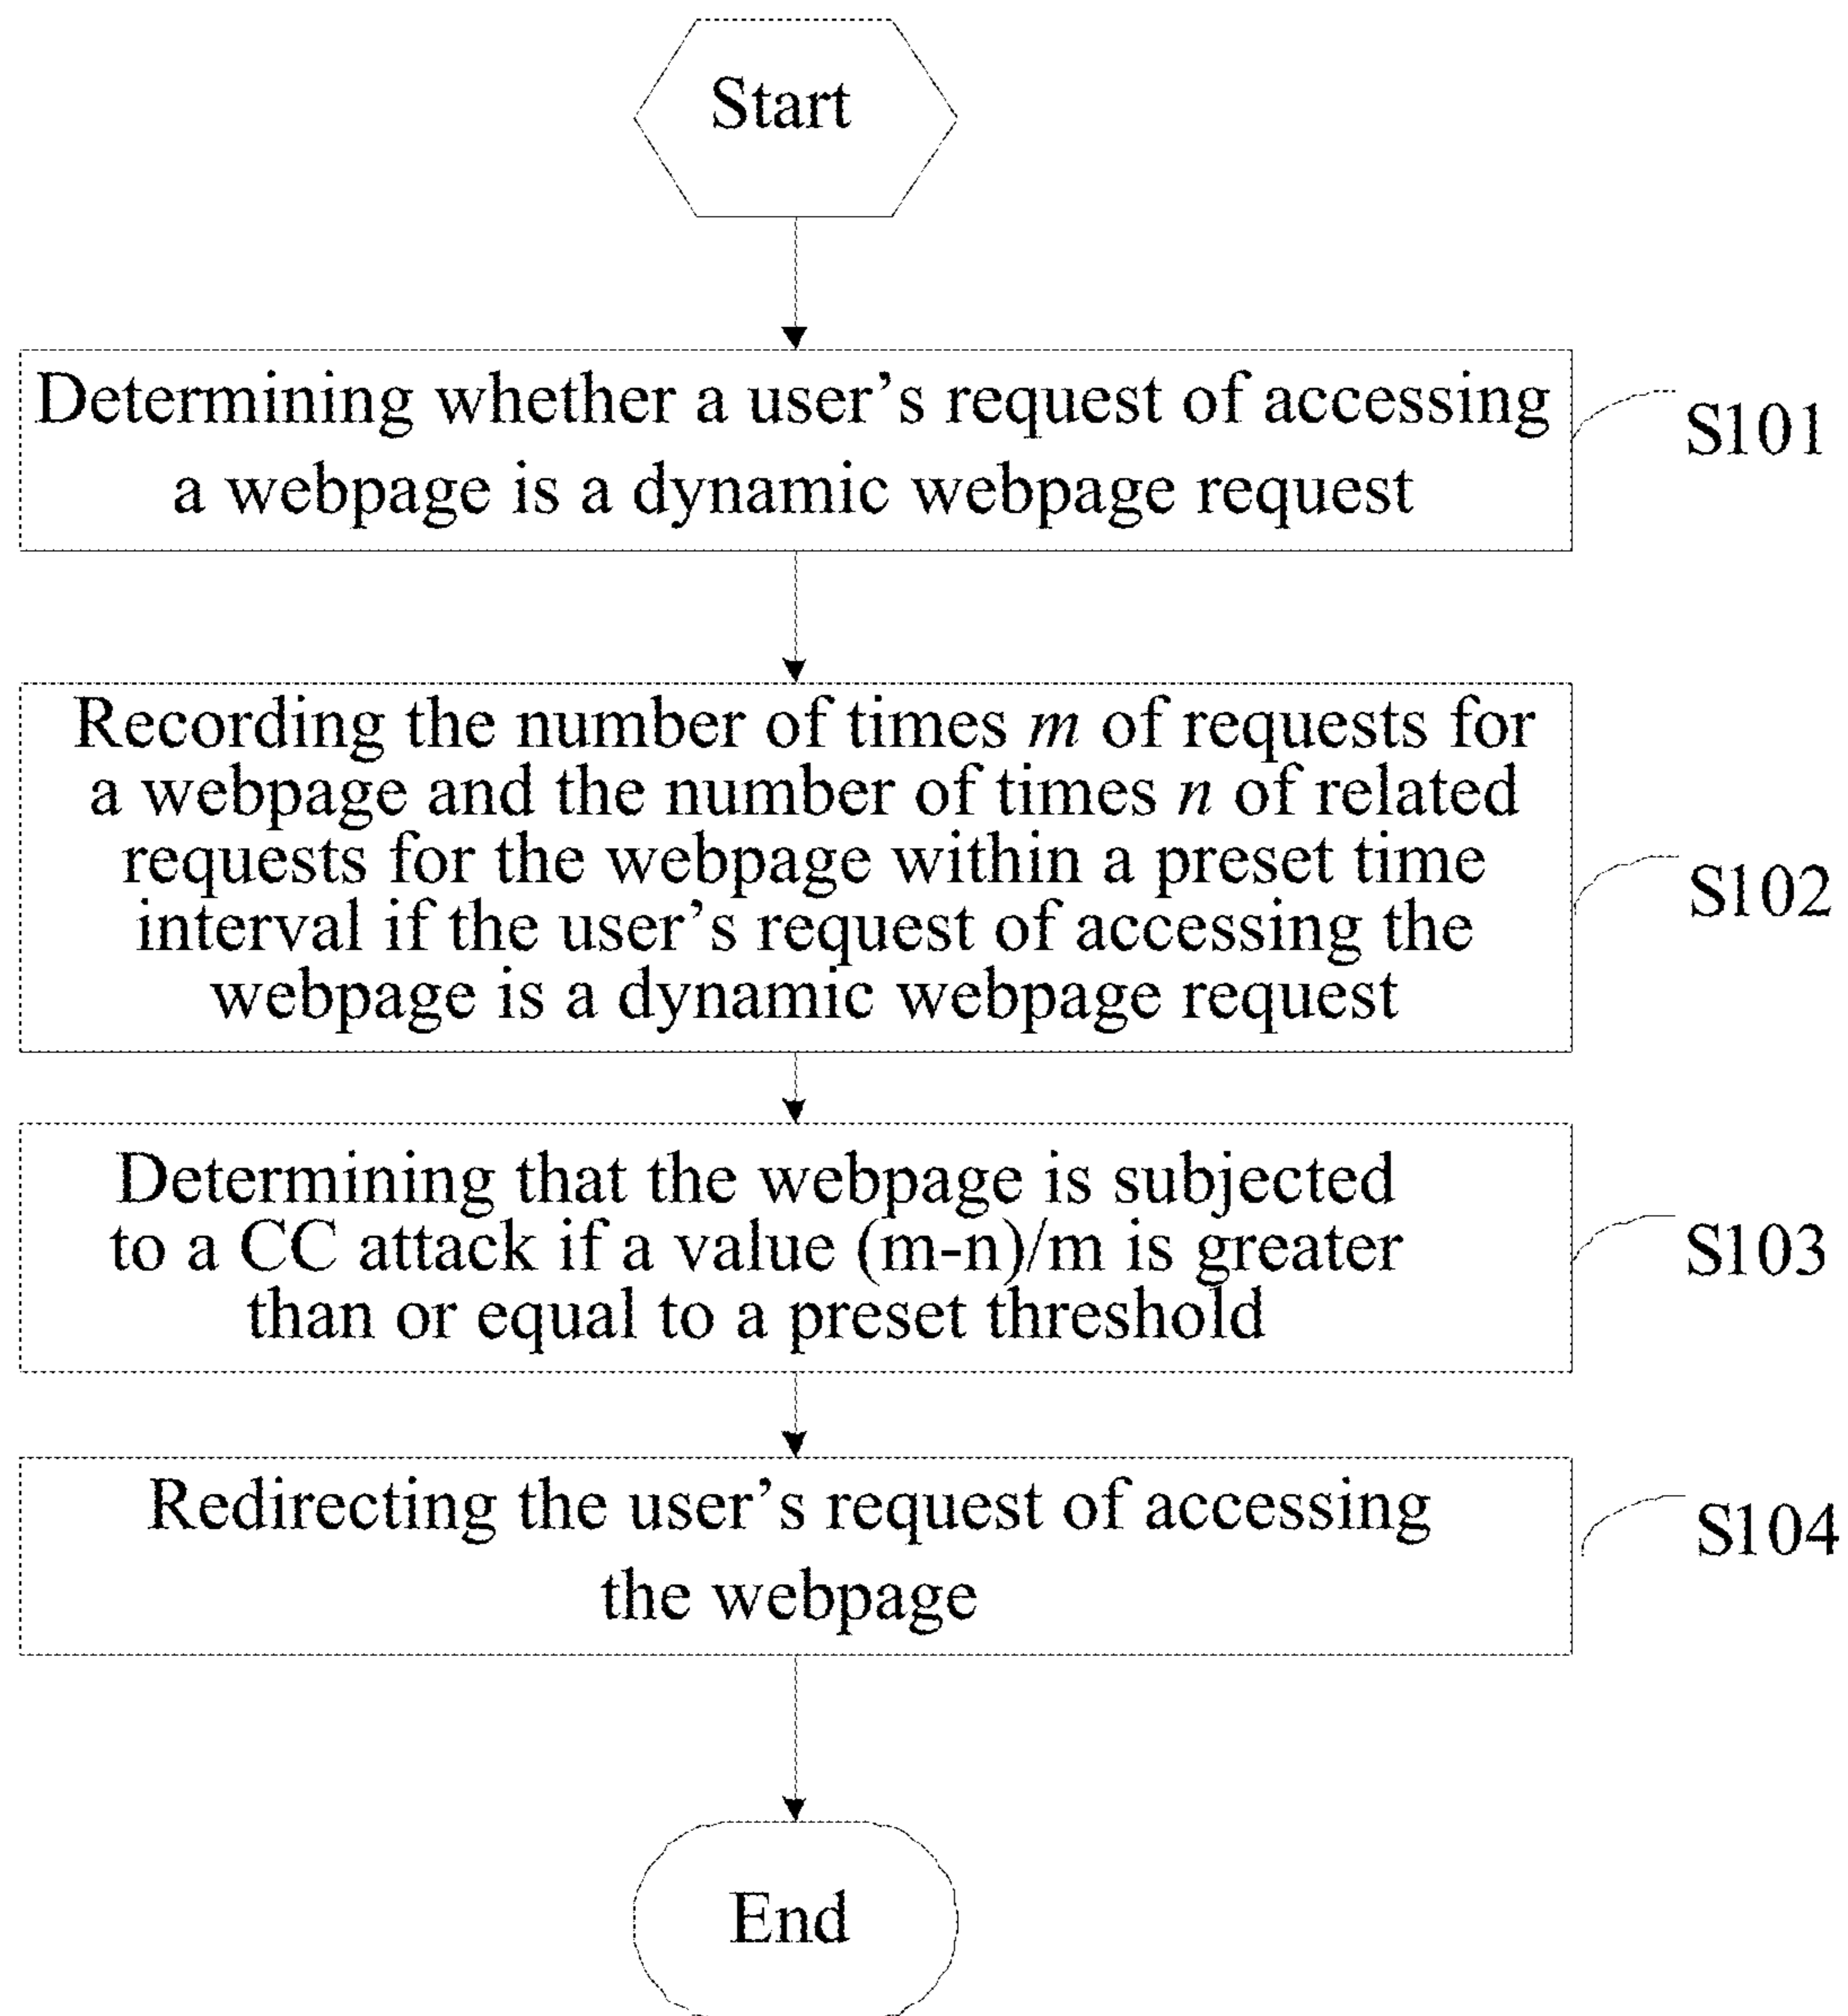 Start
Determining whether a user’s request of accessing
a webpage is a dynamic webpage request
S101
Recording the number of times m of requests for
a webpage and the number of times n of related
requests for the webpage within a preset time
interval if the user’s request of accessing the
webpage is a dynamic webpage request
S102
Determining that the webpage is subjected
to a CC attack if a value (m-n)/m is greater
than or equal to a preset threshold
S103
Redirecting the user’s request of accessing
the webpage
S104
End